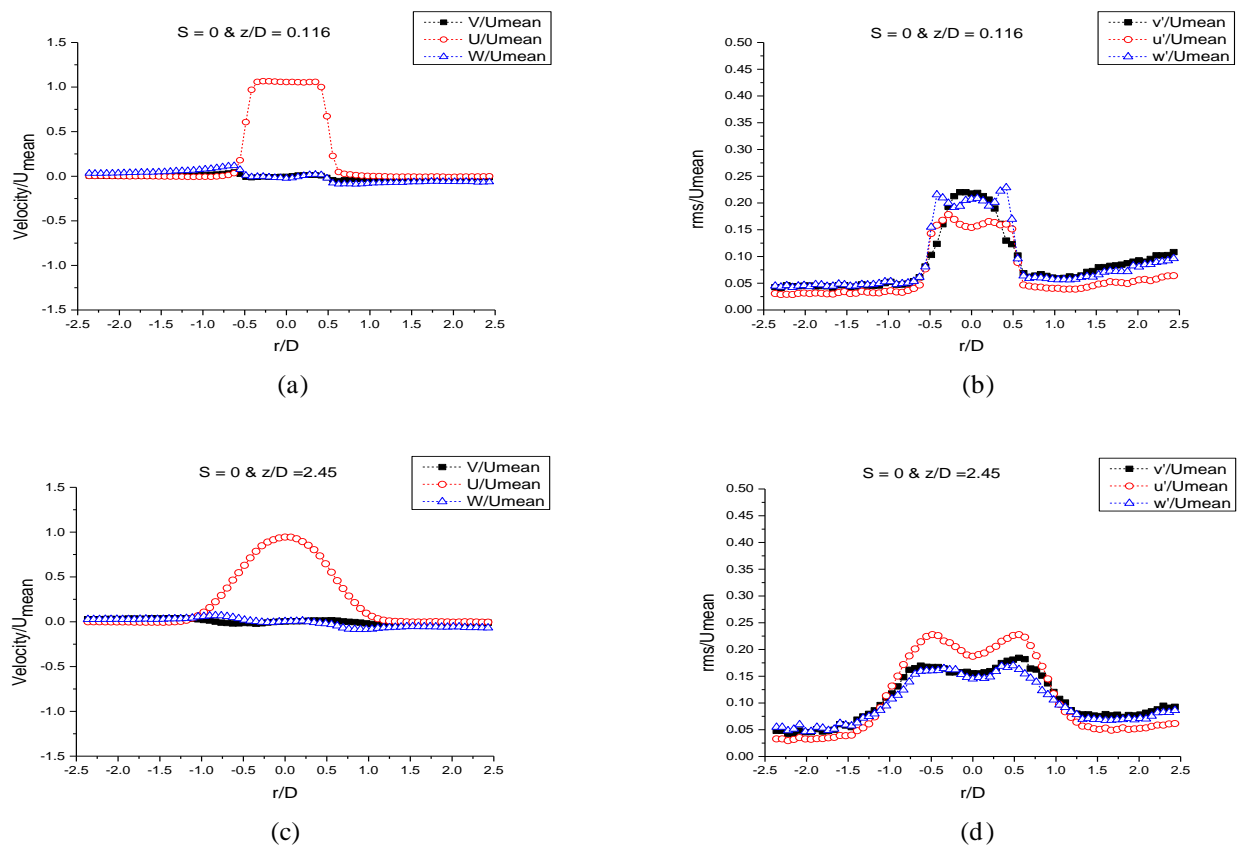 S = 0 & z/D = 0.116
V/Umean
U/Umean
W/Umean
1.5
1.0
0.5
0.0
-0.5
-1.0
-1.5
Velocity/Umean
-2.5 -2.0 -1.5 -1.0 -0.5 0.0 0.5 1.0 1.5 2.0 2.5
r/D
(a)
S = 0 & z/D = 0.116
v'/Umean
u'/Umean
w'/Umean
0.50
0.45
0.40
0.35
0.30
0.25
0.20
0.15
0.10
0.05
0.00
rms/Umean
-2.5 -2.0 -1.5 -1.0 -0.5 0.0 0.5 1.0 1.5 2.0 2.5
r/D
(b)
S = 0 & z/D =2.45
V/Umean
U/Umean
W/Umean
1.5
1.0
0.5
0.0
-0.5
-1.0
-1.5
Velocity/Umean
-2.5 -2.0 -1.5 -1.0 -0.5 0.0 0.5 1.0 1.5 2.0 2.5
r/D
(c)
S = 0 & z/D =2.45
v'/Umean
u'/Umean
w'/Umean
0.50
0.45
0.40
0.35
0.30
0.25
0.20
0.15
0.10
0.05
0.00
rms/Umean
-2.5 -2.0 -1.5 -1.0 -0.5 0.0 0.5 1.0 1.5 2.0 2.5
r/D
(d)